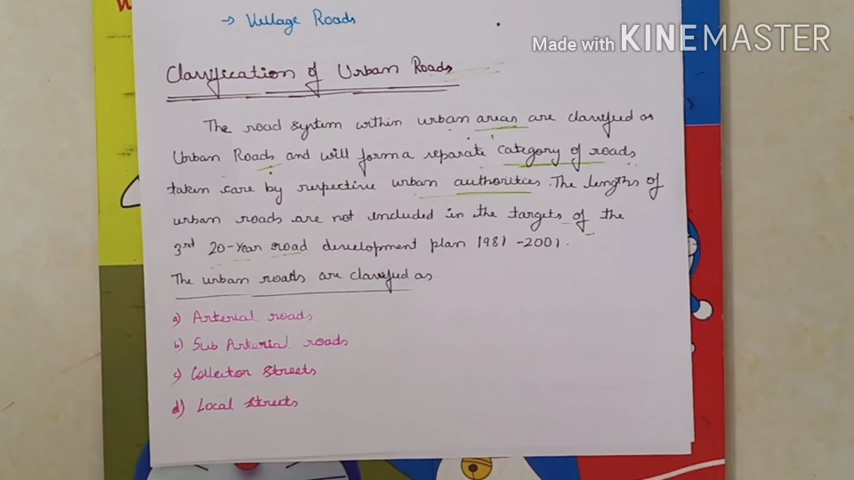 W
→ Village Roads
Made with KINEMASTER
Classification of Urban Roads
The road system within urban areas are classified as
Urban Roads and will form a separate category of roads
taken care by respective urban authorities. The lengths of
urban roads are not included in the targets of the
3rd 20-Year road development plan 1981 -2001.
The urban roads are classified as
a) Arterial roads
b) Sub Arterial roads
c) Collector Streets
d) Local Streets